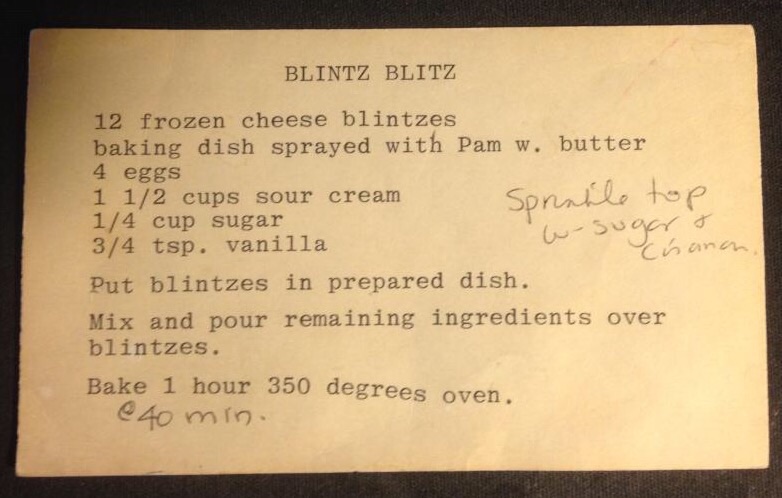 BLINTZ BLITZ
12 frozen cheese blintzes
baking dish sprayed with Pam w. butter
4 eggs
1 1/2 cups sour cream
1/4 cup sugar
3/4 tsp. vanilla
Sprinkle top
w- sugar &
cinamon.
Put blintzes in prepared dish.
Mix and pour remaining ingredients over
blintzes.
Bake 1 hour 350 degrees oven.
@40 min.